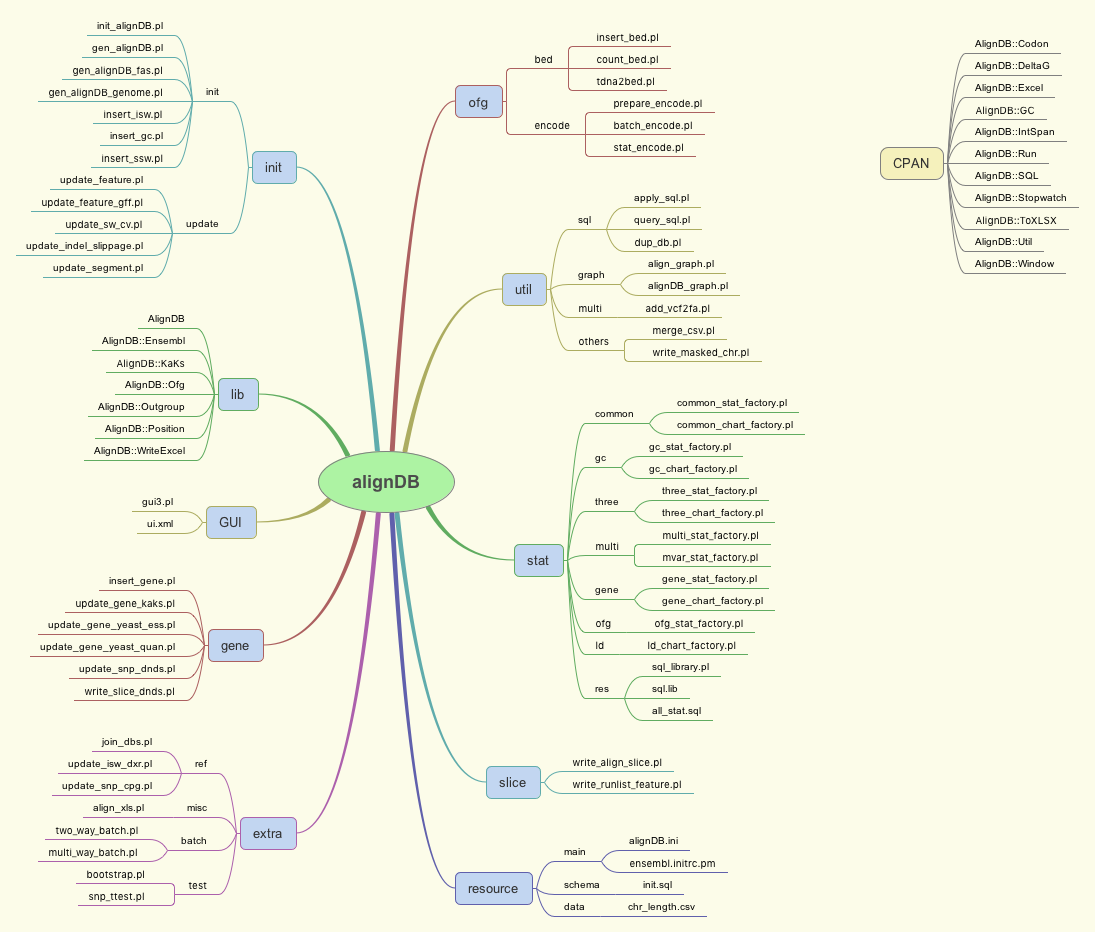 alignDB
init
init
init_alignDB.pl
gen_alignDB.pl
gen_alignDB_fas.pl
gen_alignDB_genome.pl
insert_isw.pl
insert_gc.pl
insert_ssw.pl
update
update_feature.pl
update_feature_gff.pl
update_sw_cv.pl
update_indel_slippage.pl
update_segment.pl
lib
AlignDB
AlignDB::Ensembl
AlignDB::KaKs
AlignDB::Ofg
AlignDB::Outgroup
AlignDB::Position
AlignDB::WriteExcel
GUI
gui3.pl
ui.xml
gene
insert_gene.pl
update_gene_kaks.pl
update_gene_yeast_ess.pl
update_gene_yeast_quan.pl
update_snp_dnds.pl
write_slice_dnds.pl
extra
ref
join_dbs.pl
update_isw_dxr.pl
update_snp_cpg.pl
misc
align_xls.pl
batch
two_way_batch.pl
multi_way_batch.pl
test
bootstrap.pl
snp_ttest.pl
ofg
bed
insert_bed.pl
count_bed.pl
tdna2bed.pl
encode
prepare_encode.pl
batch_encode.pl
stat_encode.pl
util
sql
apply_sql.pl
query_sql.pl
dup_db.pl
graph
align_graph.pl
alignDB_graph.pl
multi
add_vcf2fa.pl
others
merge_csv.pl
write_masked_chr.pl
stat
common
common_stat_factory.pl
common_chart_factory.pl
gc
gc_stat_factory.pl
gc_chart_factory.pl
three
three_stat_factory.pl
three_chart_factory.pl
multi
multi_stat_factory.pl
mvar_stat_factory.pl
gene
gene_stat_factory.pl
gene_chart_factory.pl
ofg
ofg_stat_factory.pl
ld
ld_chart_factory.pl
res
sql_library.pl
sql.lib
all_stat.sql
slice
write_align_slice.pl
write_runlist_feature.pl
resource
main
alignDB.ini
ensembl.initrc.pm
schema
init.sql
data
chr_length.csv
CPAN
AlignDB::Codon
AlignDB::DeltaG
AlignDB::Excel
AlignDB::GC
AlignDB::IntSpan
AlignDB::Run
AlignDB::SQL
AlignDB::Stopwatch
AlignDB::ToXLSX
AlignDB::Util
AlignDB::Window